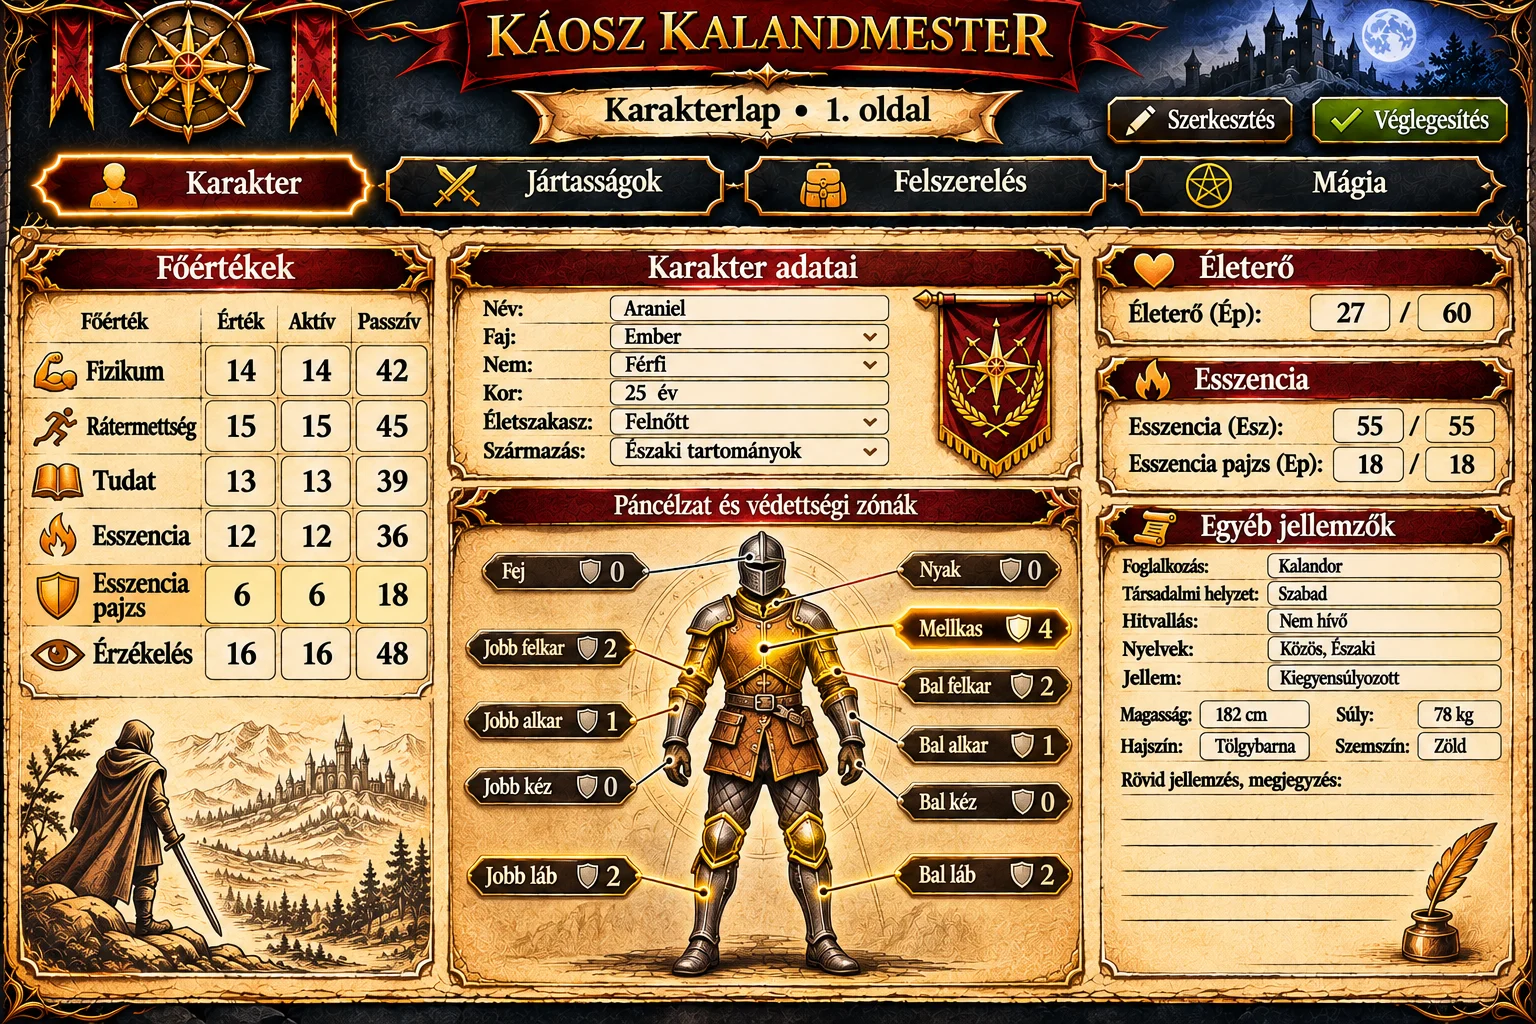 KÁOSZ KALANDMESTER
Karakterlap • 1. oldal
Szerkesztés
Véglegesítés
Karakter
Jártasságok
Felszerelés
Mágia
Főértékek
Főérték Érték Aktív Passzív
Fizikum 14 14 42
Rátermettség 15 15 45
Tudat 13 13 39
Esszencia 12 12 36
Esszencia
pajzs 6 6 18
Érzékelés 16 16 48
Karakter adatai
Név: Araniel
Faj: Ember
Nem: Férfi
Kor: 25 év
Életszakasz: Felnőtt
Származás: Északi tartományok
Páncélzat és védettségi zónák
Fej 0
Nyak 0
Mellkas 4
Jobb felkar 2
Bal felkar 2
Jobb alkar 1
Bal alkar 1
Jobb kéz 0
Bal kéz 0
Jobb láb 2
Bal láb 2
Életerő
Életerő (Ép): 27 / 60
Esszencia
Esszencia (Esz): 55 / 55
Esszencia pajzs (Ep): 18 / 18
Egyéb jellemzők
Foglalkozás: Kalandor
Társadalmi helyzet: Szabad
Hitvallás: Nem hívő
Nyelvek: Közös, Északi
Jellem: Kiegyensúlyozott
Magasság: 182 cm Súly: 78 kg
Hajszín: Tölgybarna Szemszín: Zöld
Rövid jellemzés, megjegyzés: